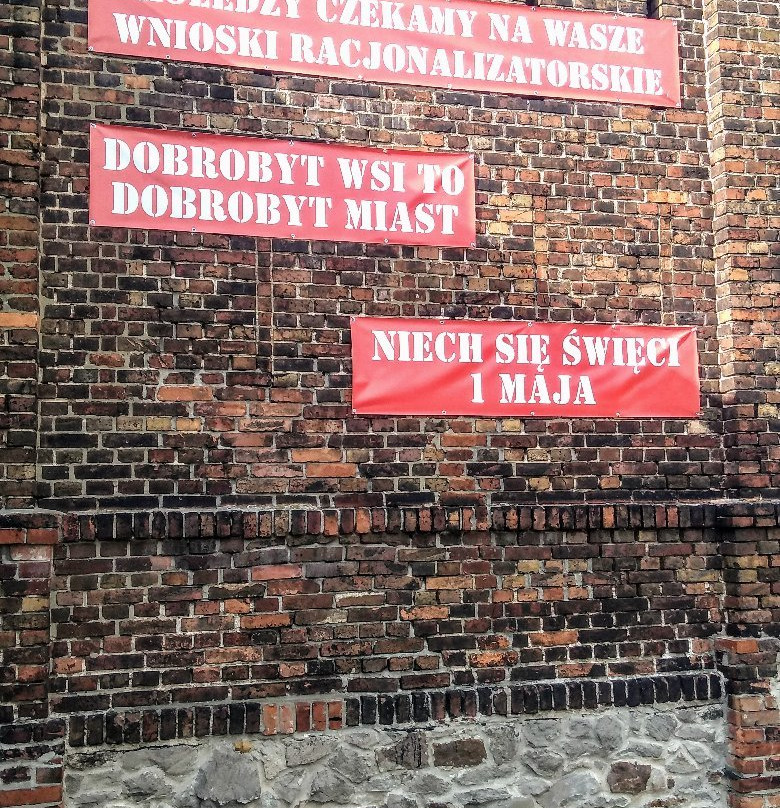 KOLEDZY CZEKAMY NA WASZE
WNIOSKI RACJONALIZATORSKIE
DOBROBYT WSI TO
DOBROBYT MIAST
NIECH SIĘ ŚWIĘCI
1 MAJA